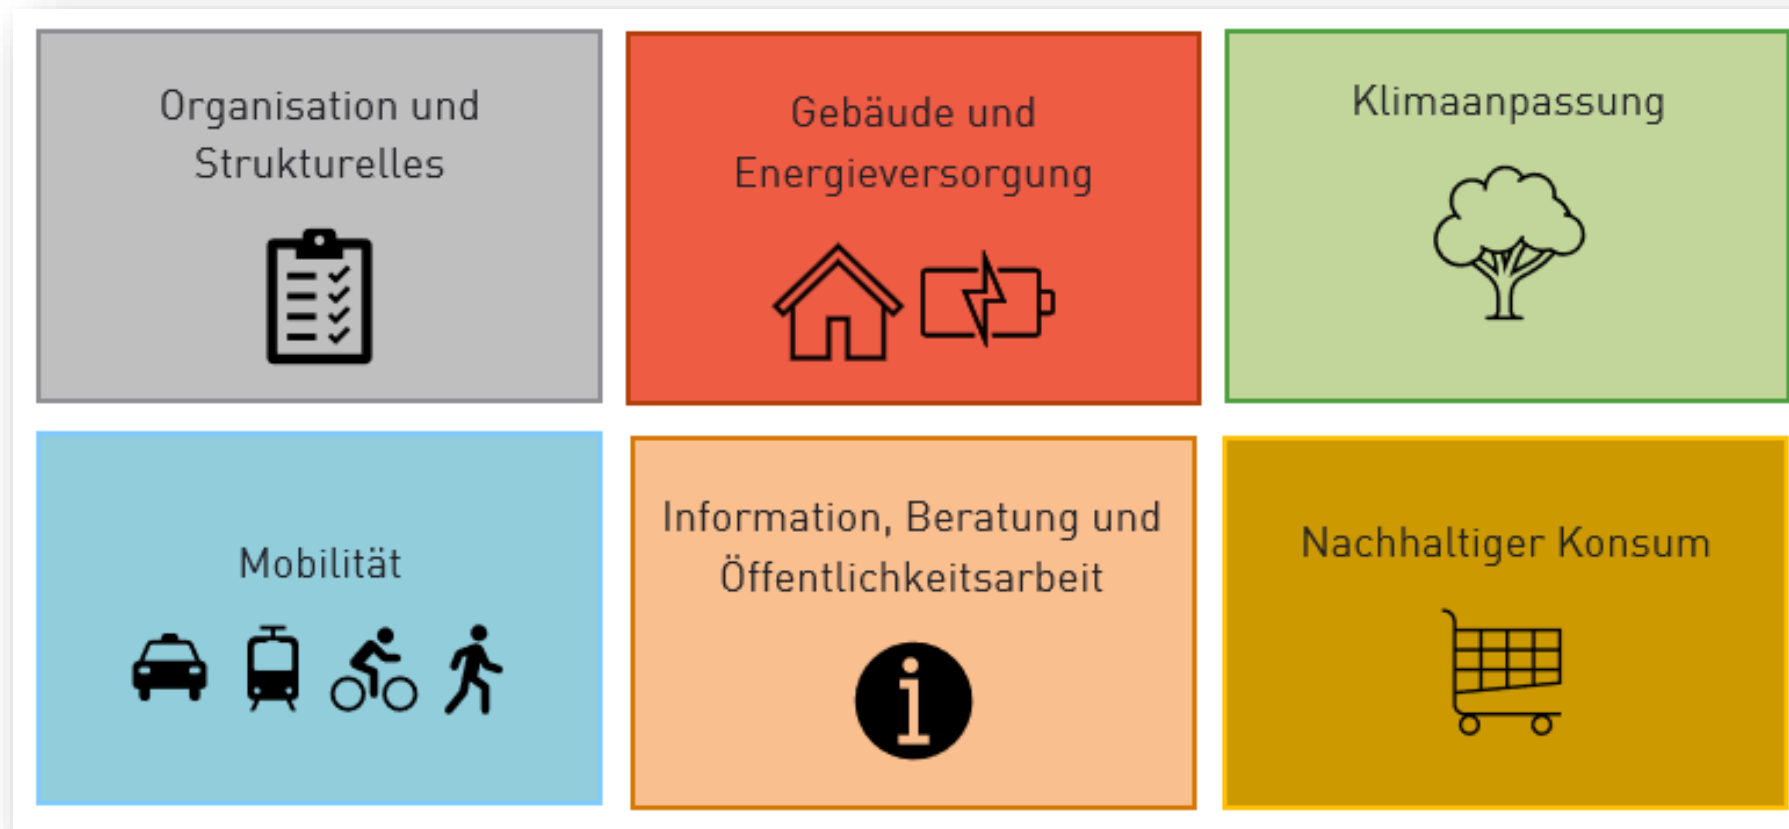 Organisation und
Strukturelles
Gebäude und
Energieversorgung
Klimaanpassung
Mobilität
Information, Beratung und
Öffentlichkeitsarbeit
Nachhaltiger Konsum